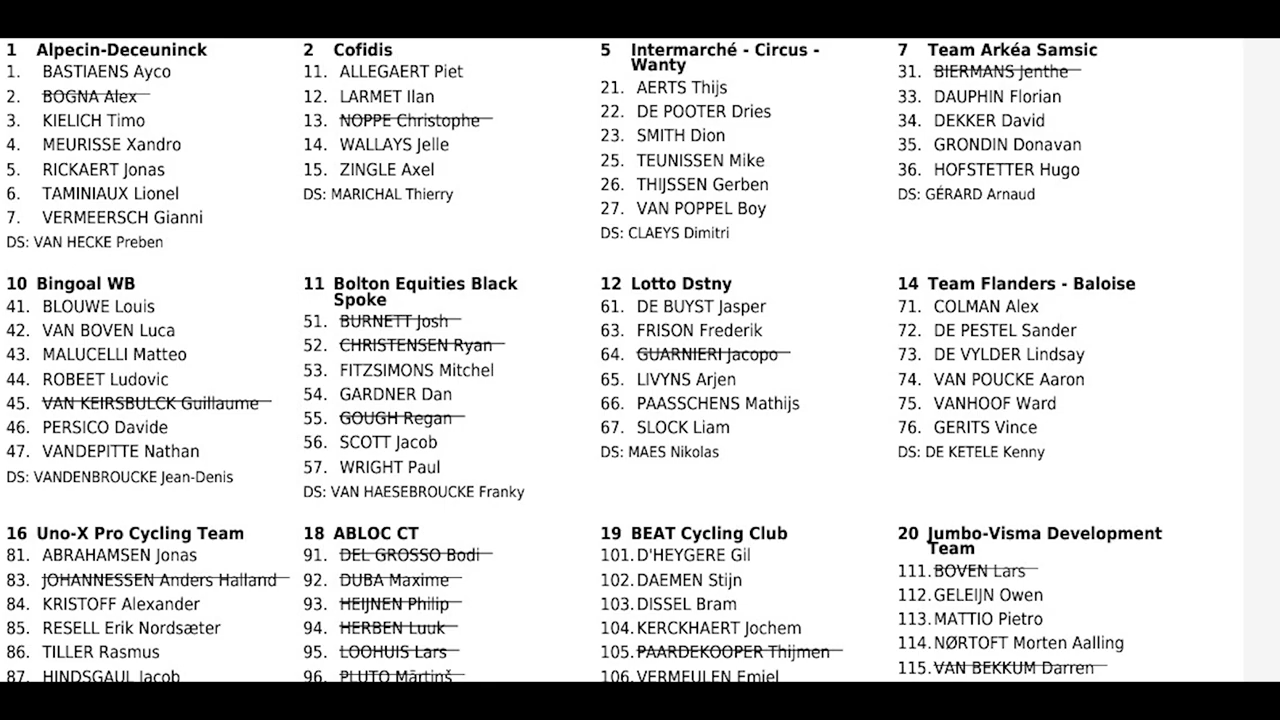 1 Alpecin-Deceuninck
1. BASTIAENS Ayco
2. BOGNA Alex
3. KIELICH Timo
4. MEURISSE Xandro
5. RICKAERT Jonas
6. TAMINIAUX Lionel
7. VERMEERSCH Gianni
DS: VAN HECKE Preben
2 Cofidis
11. ALLEGAERT Piet
12. LARMET Ilan
13. NOPPE Christophe
14. WALLAYS Jelle
15. ZINGLE Axel
DS: MARICHAL Thierry
5 Intermarché - Circus -
Wanty
21. AERTS Thijs
22. DE POOTER Dries
23. SMITH Dion
25. TEUNISSEN Mike
26. THIJSSEN Gerben
27. VAN POPPEL Boy
DS: CLAEYS Dimitri
7 Team Arkéa Samsic
31. BIERMANS Jenthe
33. DAUPHIN Florian
34. DEKKER David
35. GRONDIN Donavan
36. HOFSTETTER Hugo
DS: GÉRARD Arnaud
10 Bingoal WB
41. BLOUWE Louis
42. VAN BOVEN Luca
43. MALUCELLI Matteo
44. ROBEET Ludovic
45. VAN KEIRSBULCK Guillaume
46. PERSICO Davide
47. VANDEPITTE Nathan
DS: VANDENBROUCKE Jean-Denis
11 Bolton Equities Black
Spoke
51. BURNETT Josh
52. CHRISTENSEN Ryan
53. FITZSIMONS Mitchel
54. GARDNER Dan
55. GOUGH Regan
56. SCOTT Jacob
57. WRIGHT Paul
DS: VAN HAESEBROUCKE Franky
12 Lotto Dstny
61. DE BUYST Jasper
63. FRISON Frederik
64. GUARNIERI Jacopo
65. LIVYNS Arjen
66. PAASSCHENS Mathijs
67. SLOCK Liam
DS: MAES Nikolas
14 Team Flanders - Baloise
71. COLMAN Alex
72. DE PESTEL Sander
73. DE VYLDER Lindsay
74. VAN POUCKE Aaron
75. VANHOOF Ward
76. GERITS Vince
DS: DE KETELE Kenny
16 Uno-X Pro Cycling Team
81. ABRAHAMSEN Jonas
83. JOHANNESSEN Anders Halland
84. KRISTOFF Alexander
85. RESELL Erik Nordsæter
86. TILLER Rasmus
87. HINDSGAUL Jacob
18 ABLOC CT
91. DEL GROSSO Bodi
92. DUBA Maxime
93. HEIJNEN Philip
94. HERBEN Luuk
95. LOOHUIS Lars
96. PLUTO Mārtiņš
19 BEAT Cycling Club
101. D'HEYGERE Gil
102. DAEMEN Stijn
103. DISSEL Bram
104. KERCKHAERT Jochem
105. PAARDEKOOPER Thijmen
106. VERMEULEN Emiel
20 Jumbo-Visma Development
Team
111. BOVEN Lars
112. GELEIJN Owen
113. MATTIO Pietro
114. NØRTOFT Morten Aalling
115. VAN BEKKUM Darren